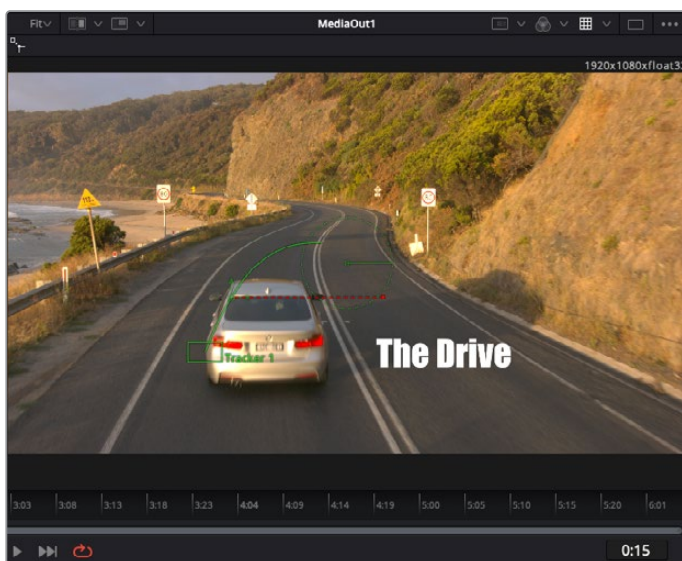 Fit
MediaOut1
1920x1080xfloat3
Tracker 1
The Drive
3:03 3:08 3:13 3:18 3:23 4:04 4:09 4:14 4:19 5:00 5:05 5:10 5:15 5:20 6:01
0:15